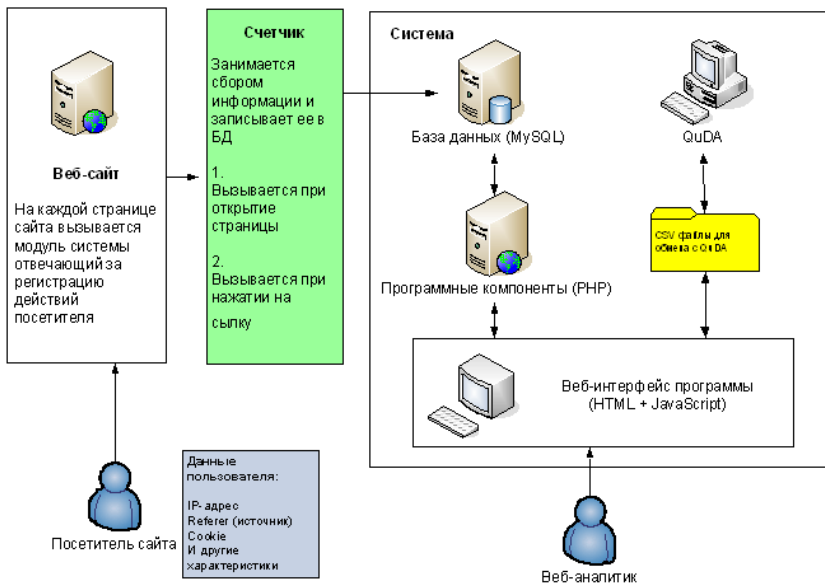 Веб-сайт
На каждой странице
сайта вызывается
модуль системы
отвечающий за
регистрацию
действий
посетителя
Счетчик
Занимается
сбором
информации и
записывает ее в
БД
1.
Вызывается при
открытие
страницы
2.
Вызывается при
нажатии на
сылку
Система
База данных (MySQL)
QuDA
CSV файлы для
обмена с QuDA
Программные компоненты (PHP)
Веб-интерфейс программы
(HTML + JavaScript)
Посетитель сайта
Данные
пользователя:
IP-адрес
Referer (источник)
Cookie
И другие
характеристики
Веб-аналитик